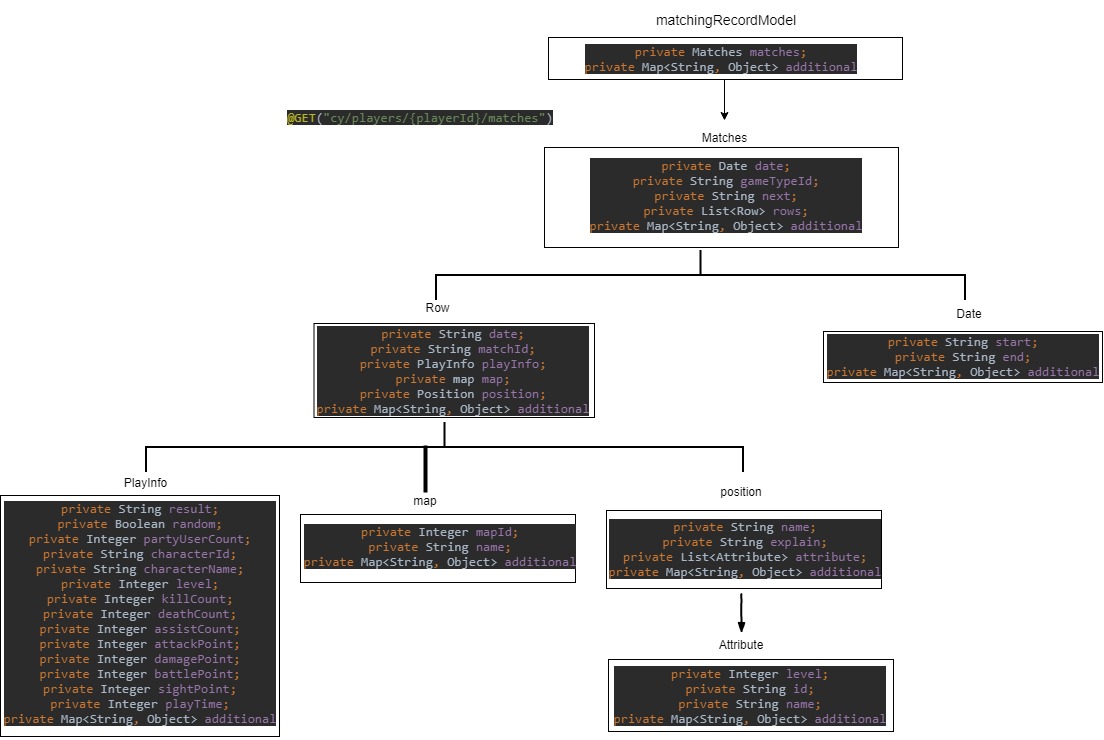 matchingRecordModel
private Matches matches;
private Map<String, Object> additional
@GET("cy/players/{playerId}/matches")
Matches
private Date date;
private String gameTypeId;
private String next;
private List<Row> rows;
private Map<String, Object> additional
Row
private String date;
private String matchId;
private PlayInfo playInfo;
private map map;
private Position position;
private Map<String, Object> additional
Date
private String start;
private String end;
private Map<String, Object> additional
PlayInfo
private String result;
private Boolean random;
private Integer partyUserCount;
private String characterId;
private String characterName;
private Integer level;
private Integer killCount;
private Integer deathCount;
private Integer assistCount;
private Integer attackPoint;
private Integer damagePoint;
private Integer battlePoint;
private Integer sightPoint;
private Integer playTime;
private Map<String, Object> additional
map
private Integer mapId;
private String name;
private Map<String, Object> additional
position
private String name;
private String explain;
private List<Attribute> attribute;
private Map<String, Object> additional
Attribute
private Integer level;
private String id;
private String name;
private Map<String, Object> additional